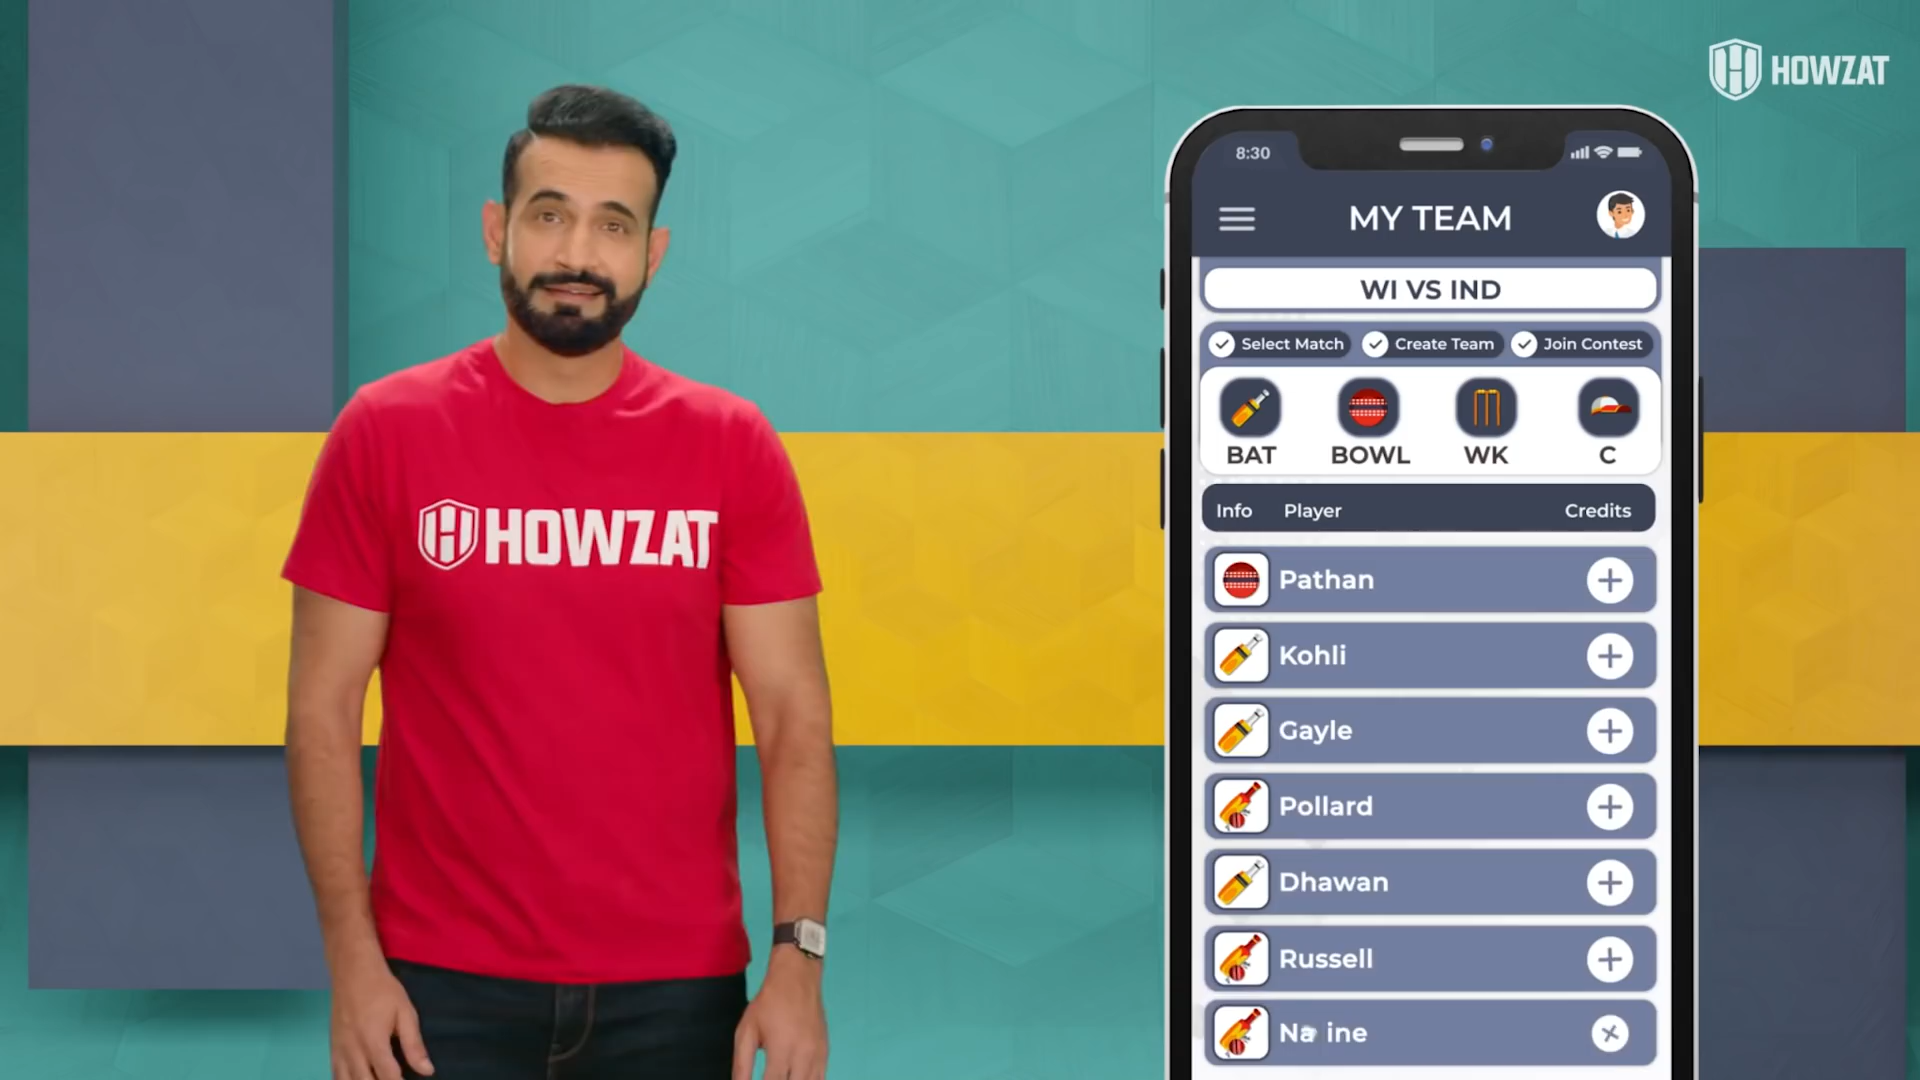 HOWZAT
8:30
MY TEAM
WI VS IND
Select Match Create Team Join Contest
BAT BOWL WK C
Info Player Credits
HOWZAT
Pathan
Kohli
Gayle
Pollard
Dhawan
Russell